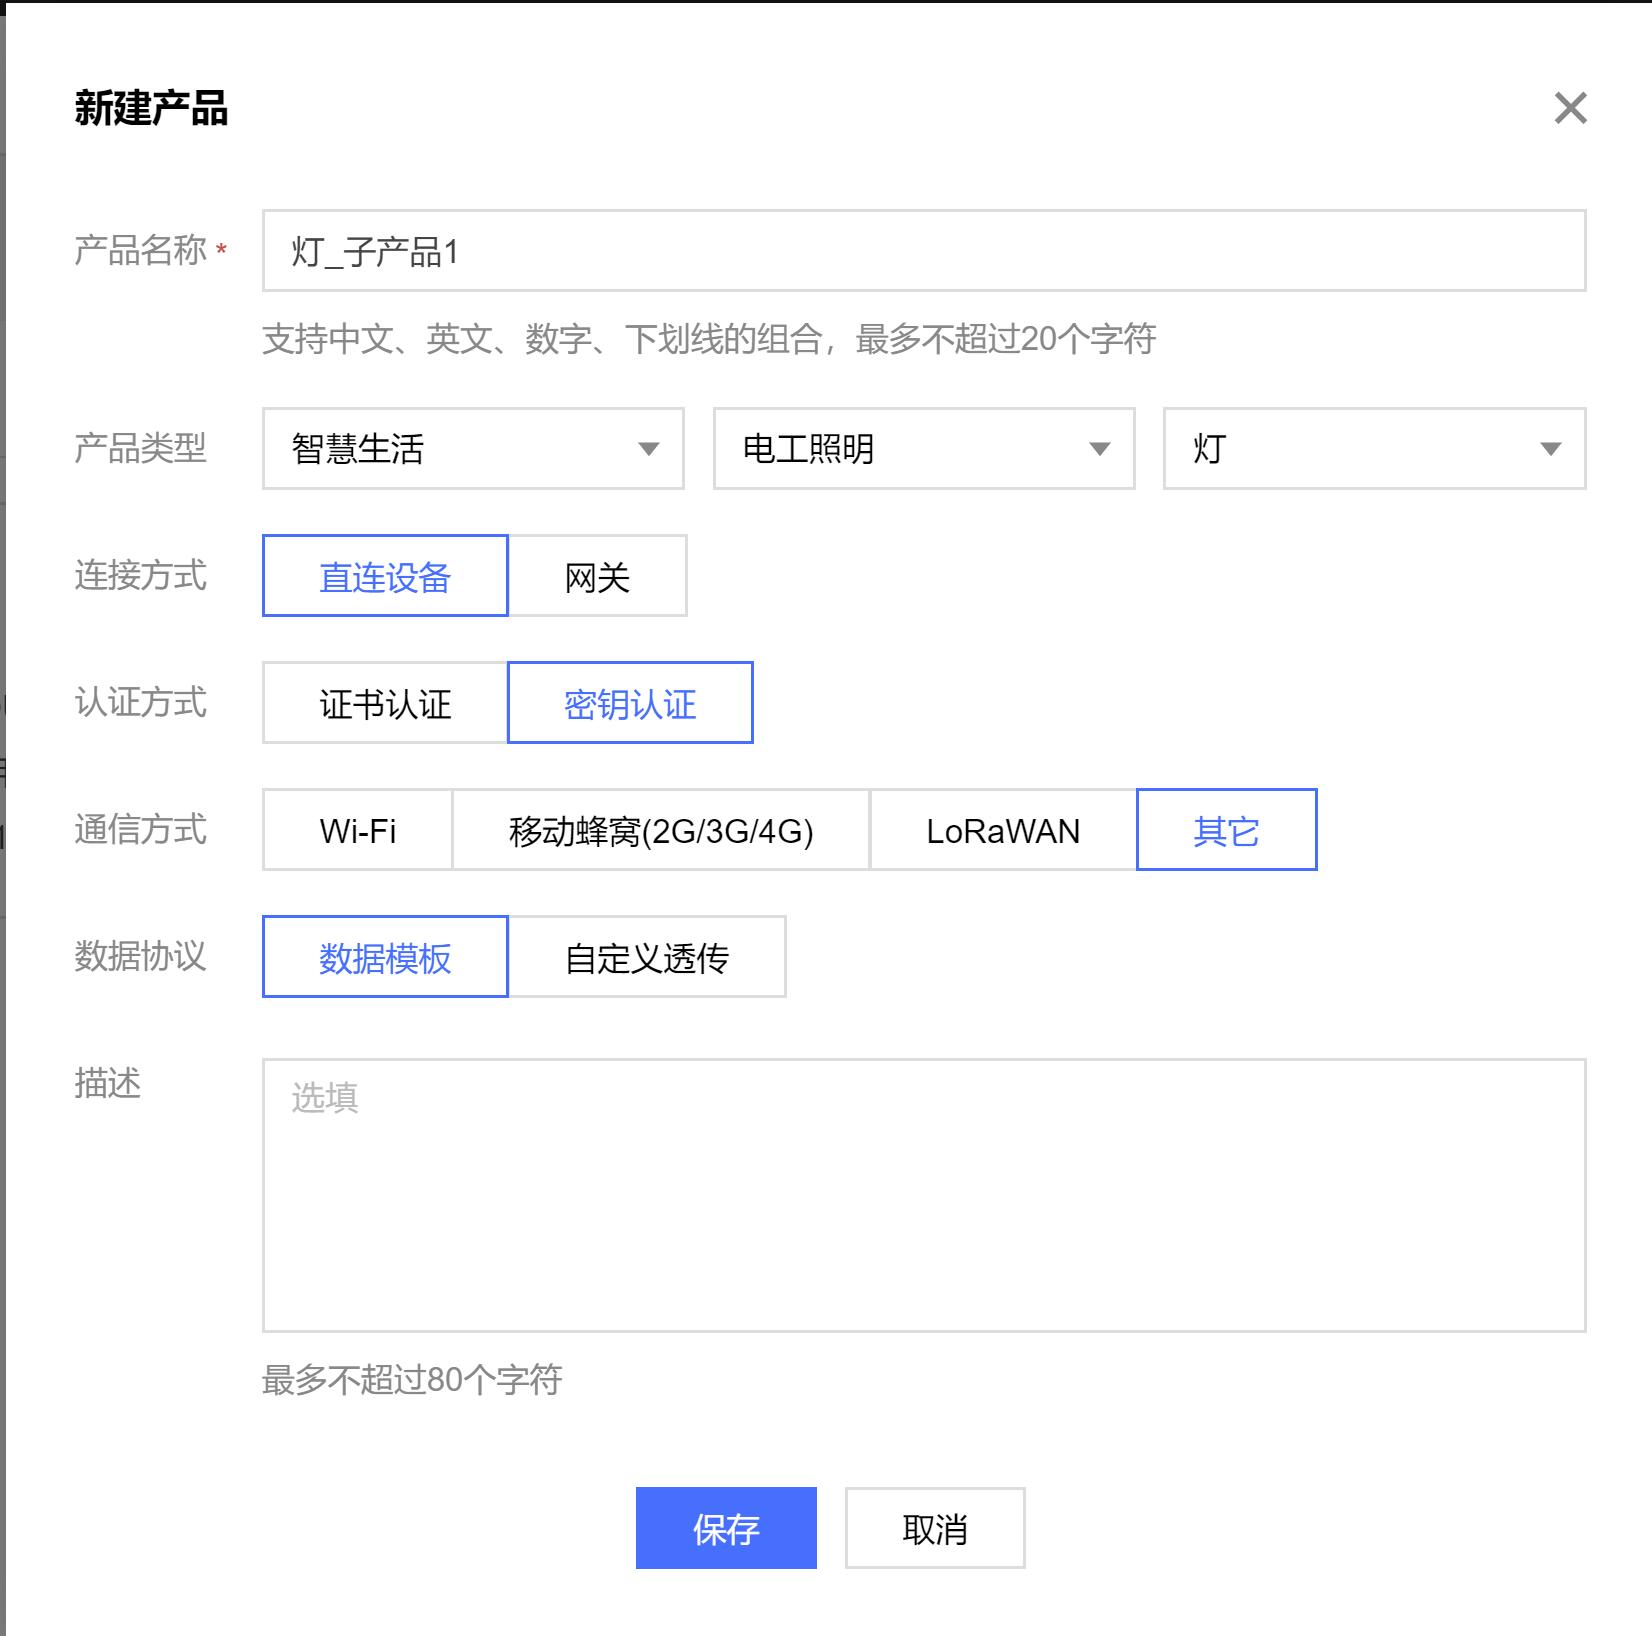 新建产品
产品名称 *
灯_子产品1
支持中文、英文、数字、下划线的组合，最多不超过20个字符
产品类型 智慧生活 电工照明 灯
连接方式 直连设备 网关
认证方式 证书认证 密钥认证
通信方式 Wi-Fi 移动蜂窝(2G/3G/4G) LoRaWAN 其它
数据协议 数据模板 自定义透传
描述 选填
最多不超过80个字符
保存 取消